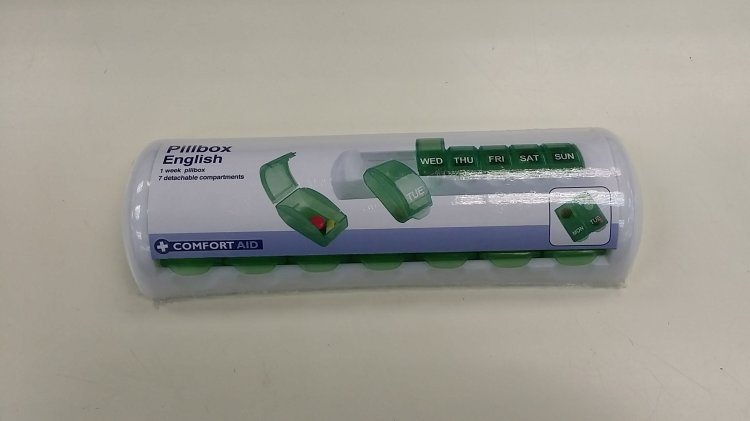 Pillbox
English
1 week pillbox
7 detachable compartments
WED THU FRI SAT SUN
TUE
MON TUE
COMFORT AID